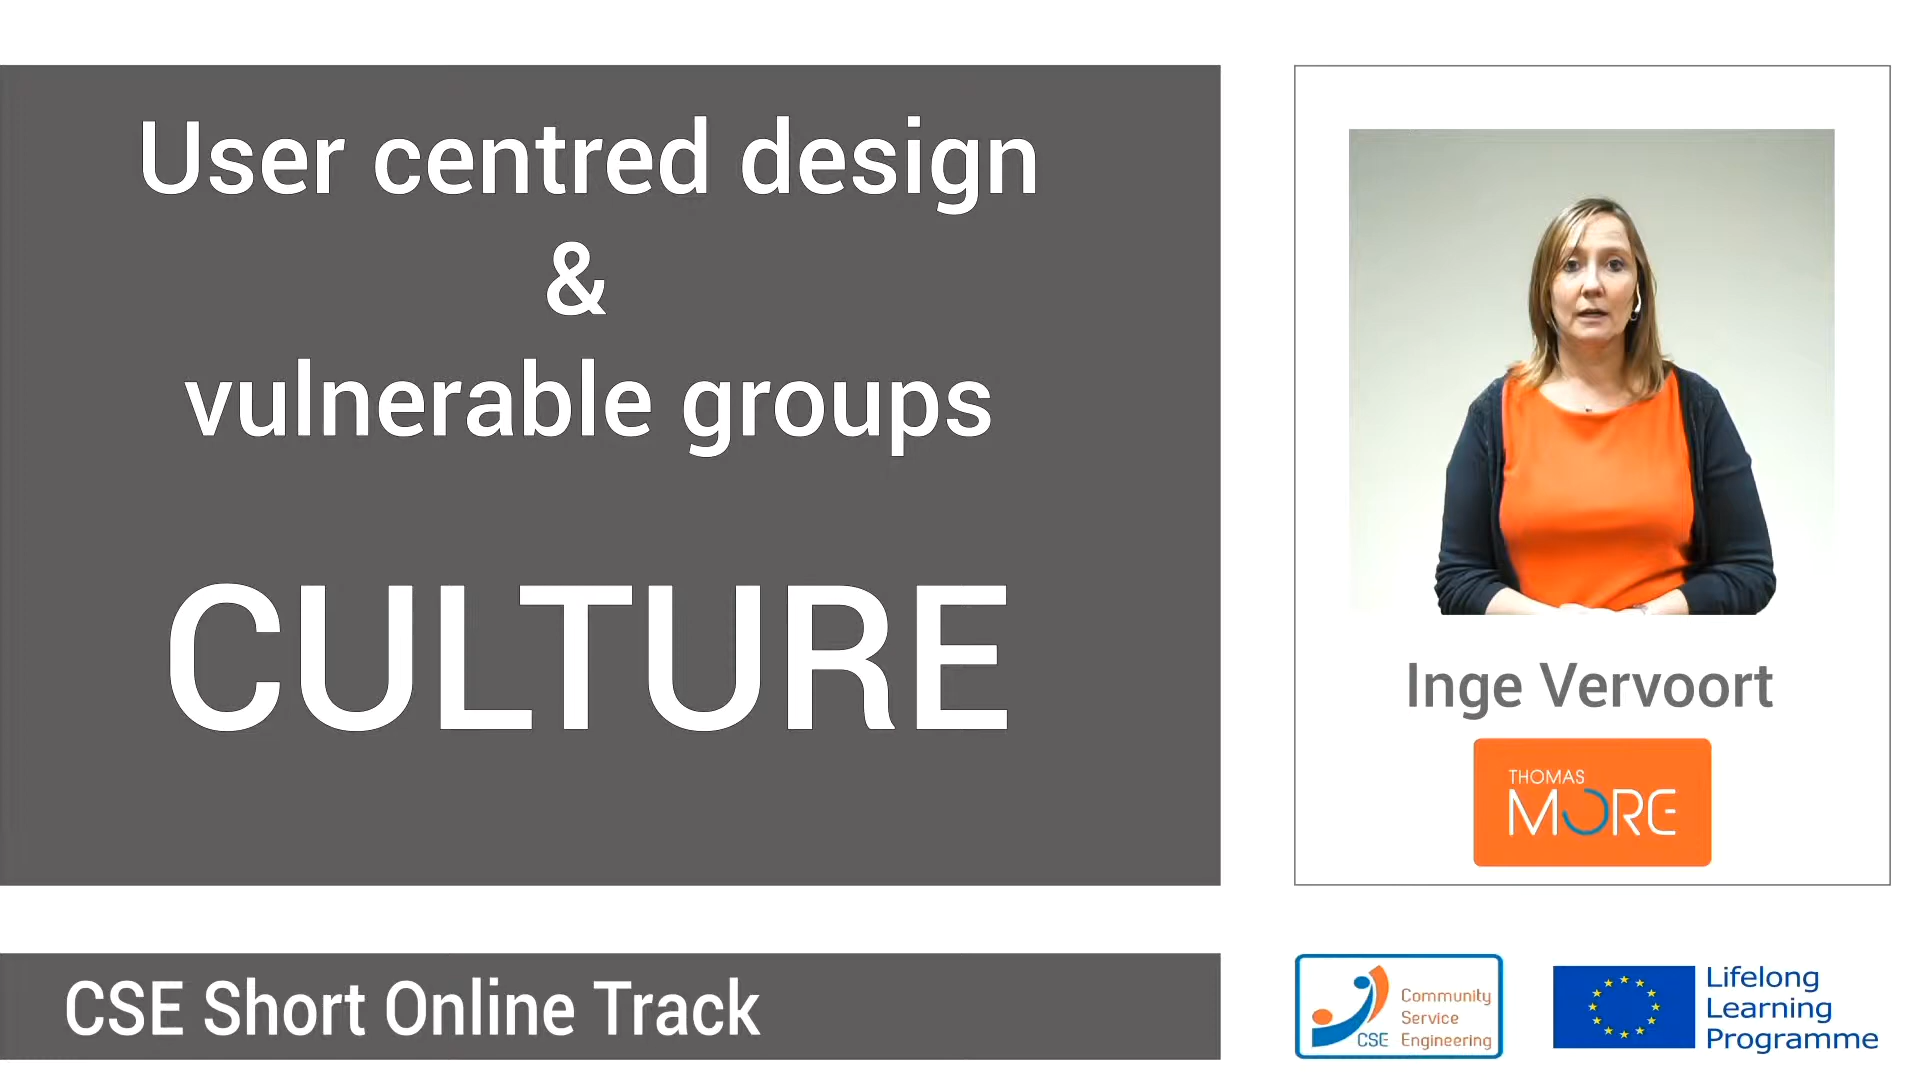 User centred design
&
vulnerable groups
CULTURE
Inge Vervoort
THOMAS
MORE
CSE Short Online Track
Community
Service
CSE Engineering
Lifelong
Learning
Programme